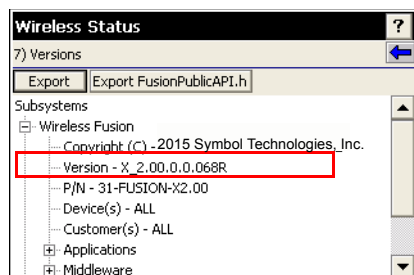 Wireless Status
?
7) Versions
Export
Export FusionPublicAPI.h
Subsystems
Wireless Fusion
Copyright (C) - 2015 Symbol Technologies, Inc.
Version - X_2.00.0.0.068R
P/N - 31-FUSION-X2.00
Device(s) - ALL
Customer(s) - ALL
Applications
Middleware